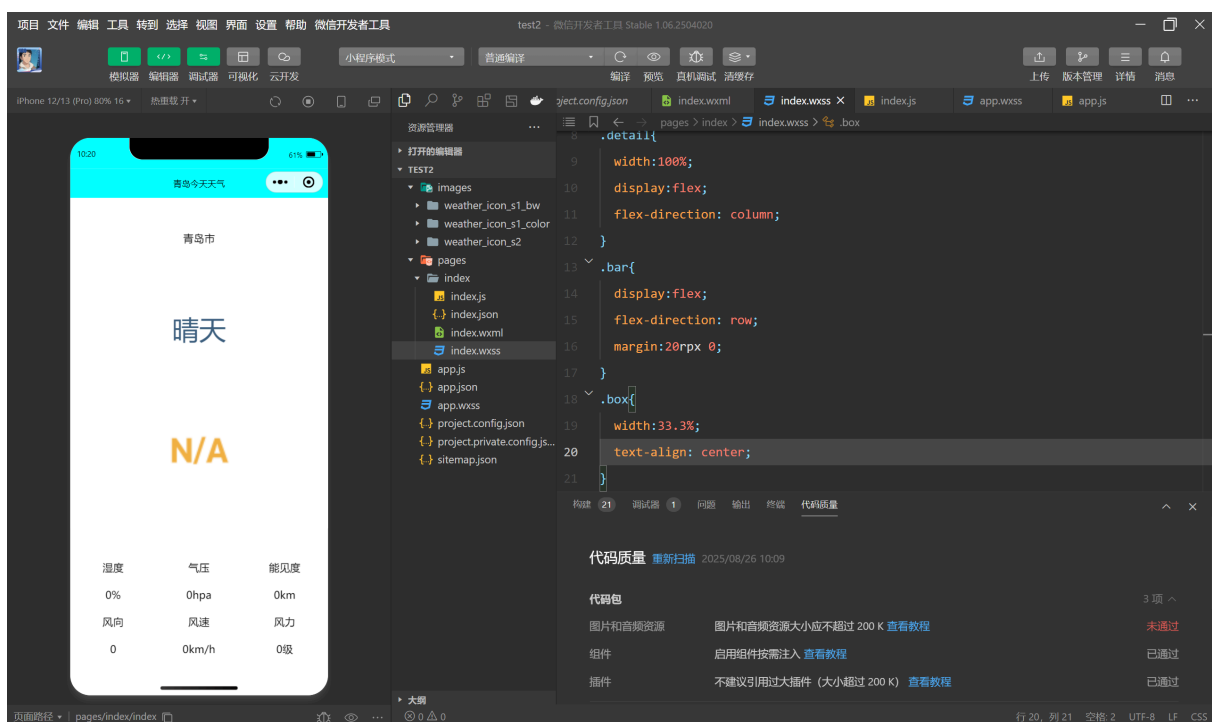 项目 文件 编辑 工具 转到 选择 视图 界面 设置 帮助 微信开发者工具
test2 - 微信开发者工具 Stable 1.06.2504020
模拟器 编辑器 调试器 可视化 云开发
小程序模式
普通编译
编译 预览 真机调试 清缓存
上传 版本管理 详情 消息
iPhone 12/13 (Pro) 80% 16
热重载 开
10:20
61%
青岛今天天气
青岛市
晴天
N/A
湿度 气压 能见度
0% 0hpa 0km
风向 风速 风力
0 0km/h 0级
页面路径 pages/index/index
资源管理器
打开的编辑器
TEST2
images
weather_icon_s1_bw
weather_icon_s1_color
weather_icon_s2
pages
index
index.js
index.json
index.wxml
index.wxss
app.js
app.json
app.wxss
project.config.json
project.private.config.js...
sitemap.json
大纲
0 0
oject.config.json index.wxml index.wxss index.js app.wxss app.js
pages > index > index.wxss > .box
8 .detail{
9 width:100%;
10 display:flex;
11 flex-direction: column;
12 }
13 .bar{
14 display:flex;
15 flex-direction: row;
16 margin:20rpx 0;
17 }
18 .box{
19 width:33.3%;
20 text-align: center;
21 }
构建 21 调试器 1 问题 输出 终端 代码质量
代码质量 重新扫描 2025/08/26 10:09
代码包 3 项
图片和音频资源 图片和音频资源大小应不超过 200 K 查看教程 未通过
组件 启用组件按需注入 查看教程 已通过
插件 不建议引用过大插件（大小超过 200 K） 查看教程 已通过
行 20，列 21 空格: 2 UTF-8 LF CSS